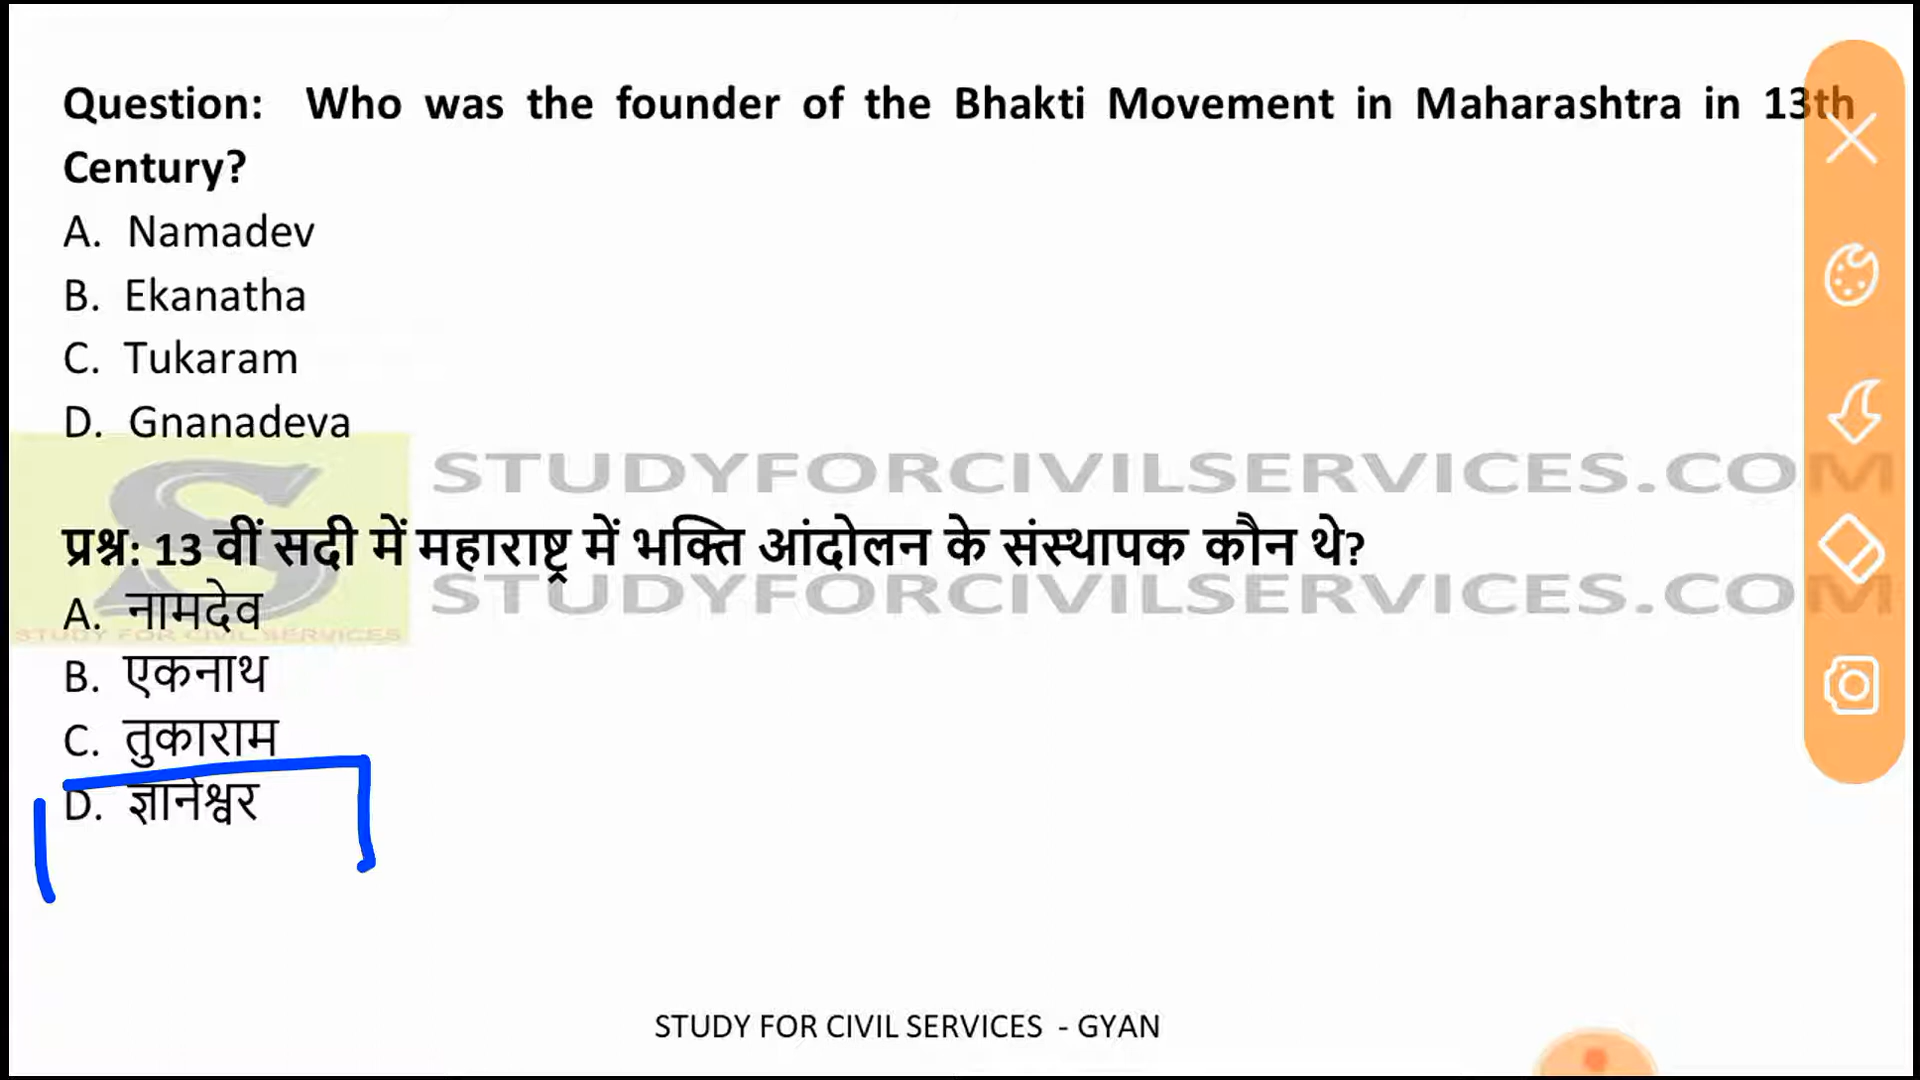 Question: Who was the founder of the Bhakti Movement in Maharashtra in 13th
Century?
A. Namadev
B. Ekanatha
C. Tukaram
D. Gnanadeva
STUDYFORCIVILSERVICES.COM
प्रश्न: 13 वीं सदी में महाराष्ट्र में भक्ति आंदोलन के संस्थापक कौन थे?
STUDYFORCIVILSERVICES.COM
A. नामदेव
STUDY FOR CIVIL SERVICES
B. एकनाथ
C. तुकाराम
D. ज्ञानेश्वर
STUDY FOR CIVIL SERVICES - GYAN